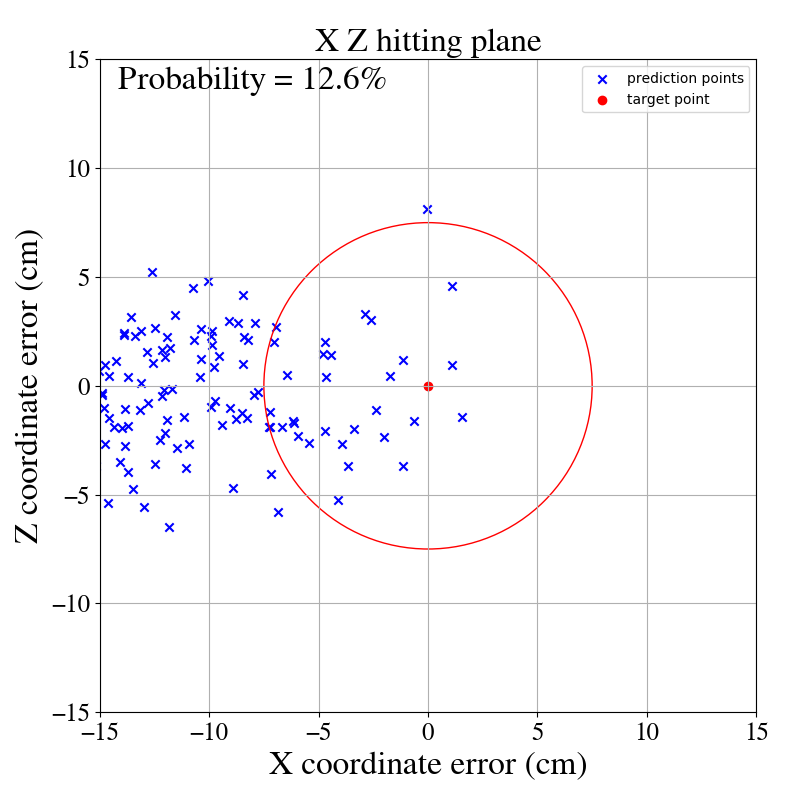 X Z hitting plane
Probability = 12.6%
prediction points
target point
15
10
5
0
−5
−10
−15
−15 −10 −5 0 5 10 15
Z coordinate error (cm)
X coordinate error (cm)